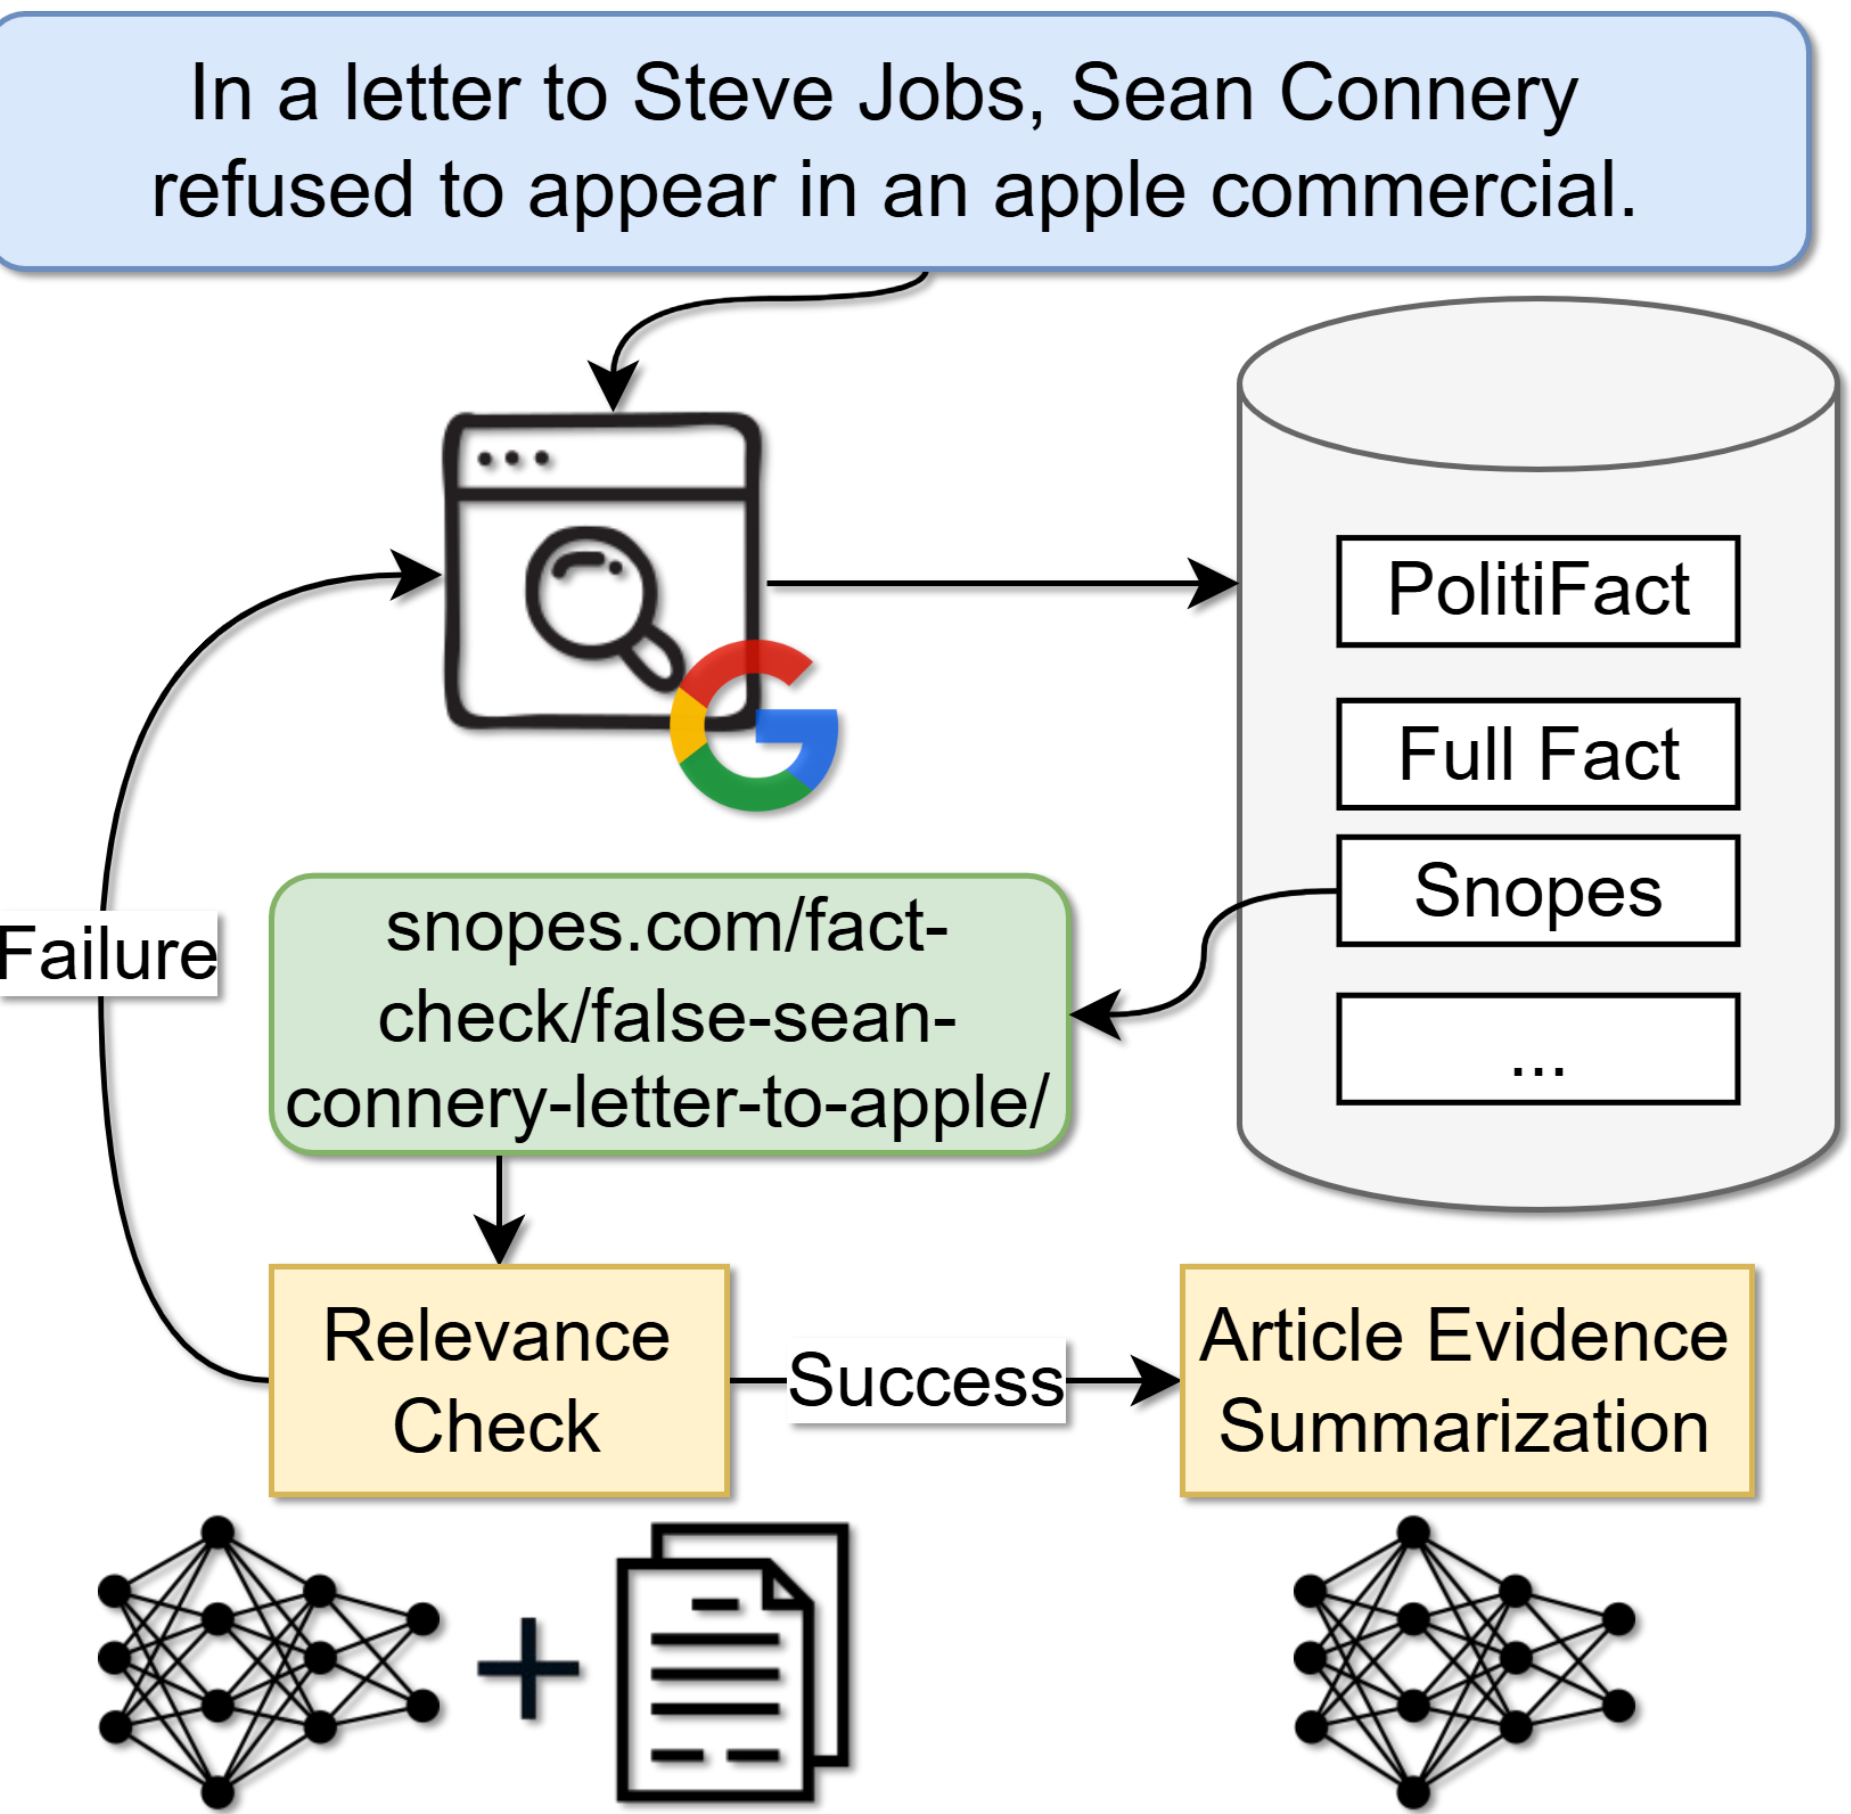 In a letter to Steve Jobs, Sean Connery
refused to appear in an apple commercial.
PolitiFact
Full Fact
Snopes
...
snopes.com/fact-
check/false-sean-
connery-letter-to-apple/
Failure
Relevance
Check
Success
Article Evidence
Summarization